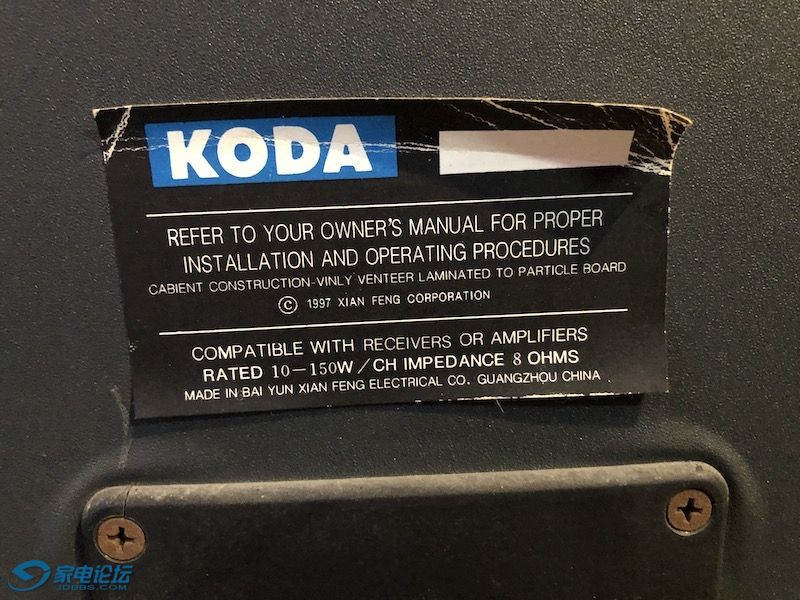 KODA
REFER TO YOUR OWNER'S MANUAL FOR PROPER
INSTALLATION AND OPERATING PROCEDURES
CABIENT CONSTRUCTION-VINLY VENTEER LAMINATED TO PARTICLE BOARD
© 1997 XIAN FENG CORPORATION
COMPATIBLE WITH RECEIVERS OR AMPLIFIERS
RATED 10-150W/CH IMPEDANCE 8 OHMS
MADE IN BAI YUN XIAN FENG ELECTRICAL CO. GUANGZHOU CHINA
家电论坛
JDBBS.COM